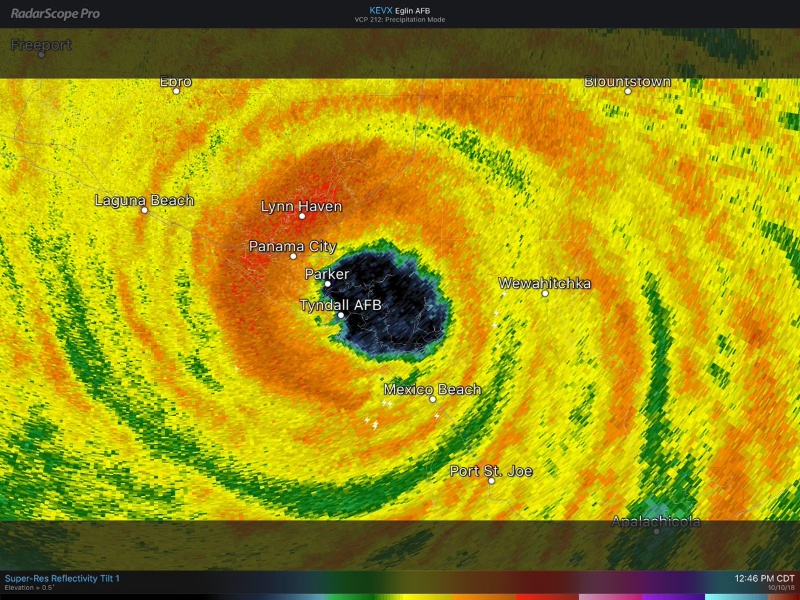 RadarScope Pro
KEVX Eglin AFB
VCP 212: Precipitation Mode
Freeport
Ebro
Blountstown
Laguna Beach
Lynn Haven
Panama City
Parker
Wewahitchka
Tyndall AFB
Mexico Beach
Port St. Joe
Apalachicola
Super-Res Reflectivity Tilt 1
Elevation = 0.5°
12:46 PM CDT
10/10/18